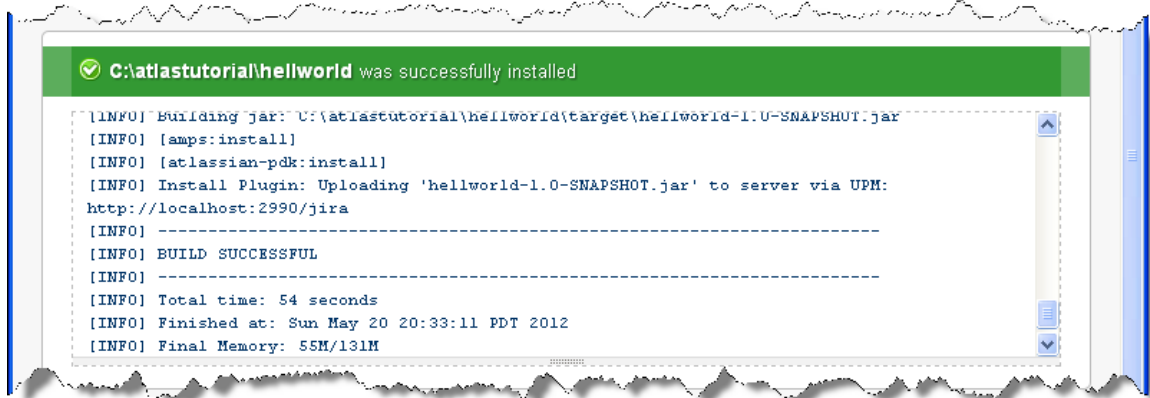 C:\atlastutorial\hellworld was successfully installed
[INFO] Building jar: C:\atlastutorial\hellworld\target\hellworld-1.0-SNAPSHOT.jar
[INFO] [amps:install]
[INFO] [atlassian-pdk:install]
[INFO] Install Plugin: Uploading 'hellworld-1.0-SNAPSHOT.jar' to server via UPM:
http://localhost:2990/jira
[INFO] ------------------------------------------------------------------------
[INFO] BUILD SUCCESSFUL
[INFO] ------------------------------------------------------------------------
[INFO] Total time: 54 seconds
[INFO] Finished at: Sun May 20 20:33:11 PDT 2012
[INFO] Final Memory: 55M/131M